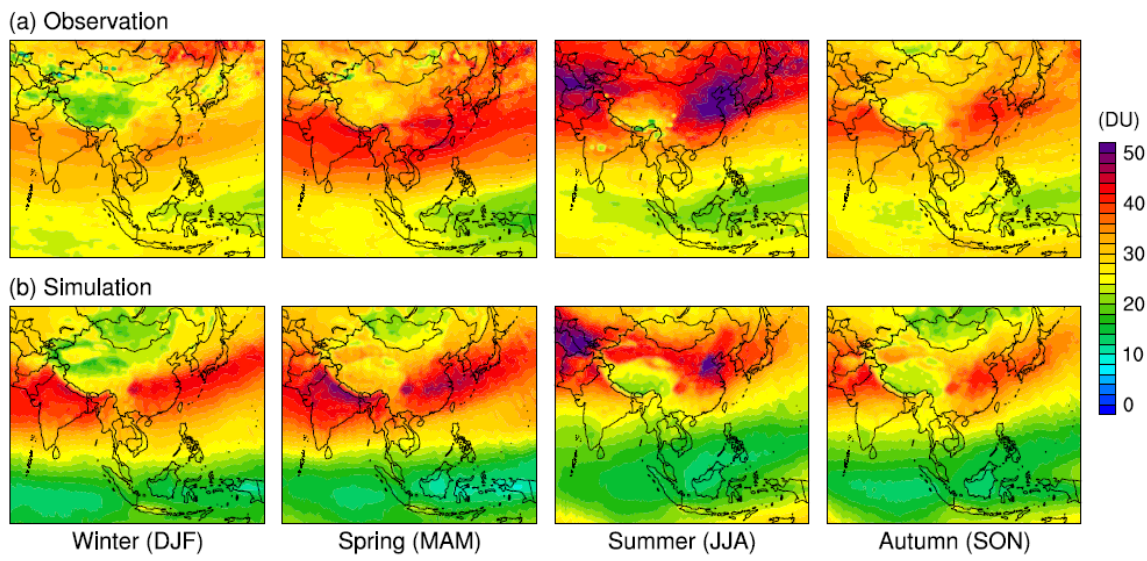 (a) Observation
(DU)
50
40
30
20
10
0
(b) Simulation
Winter (DJF)
Spring (MAM)
Summer (JJA)
Autumn (SON)